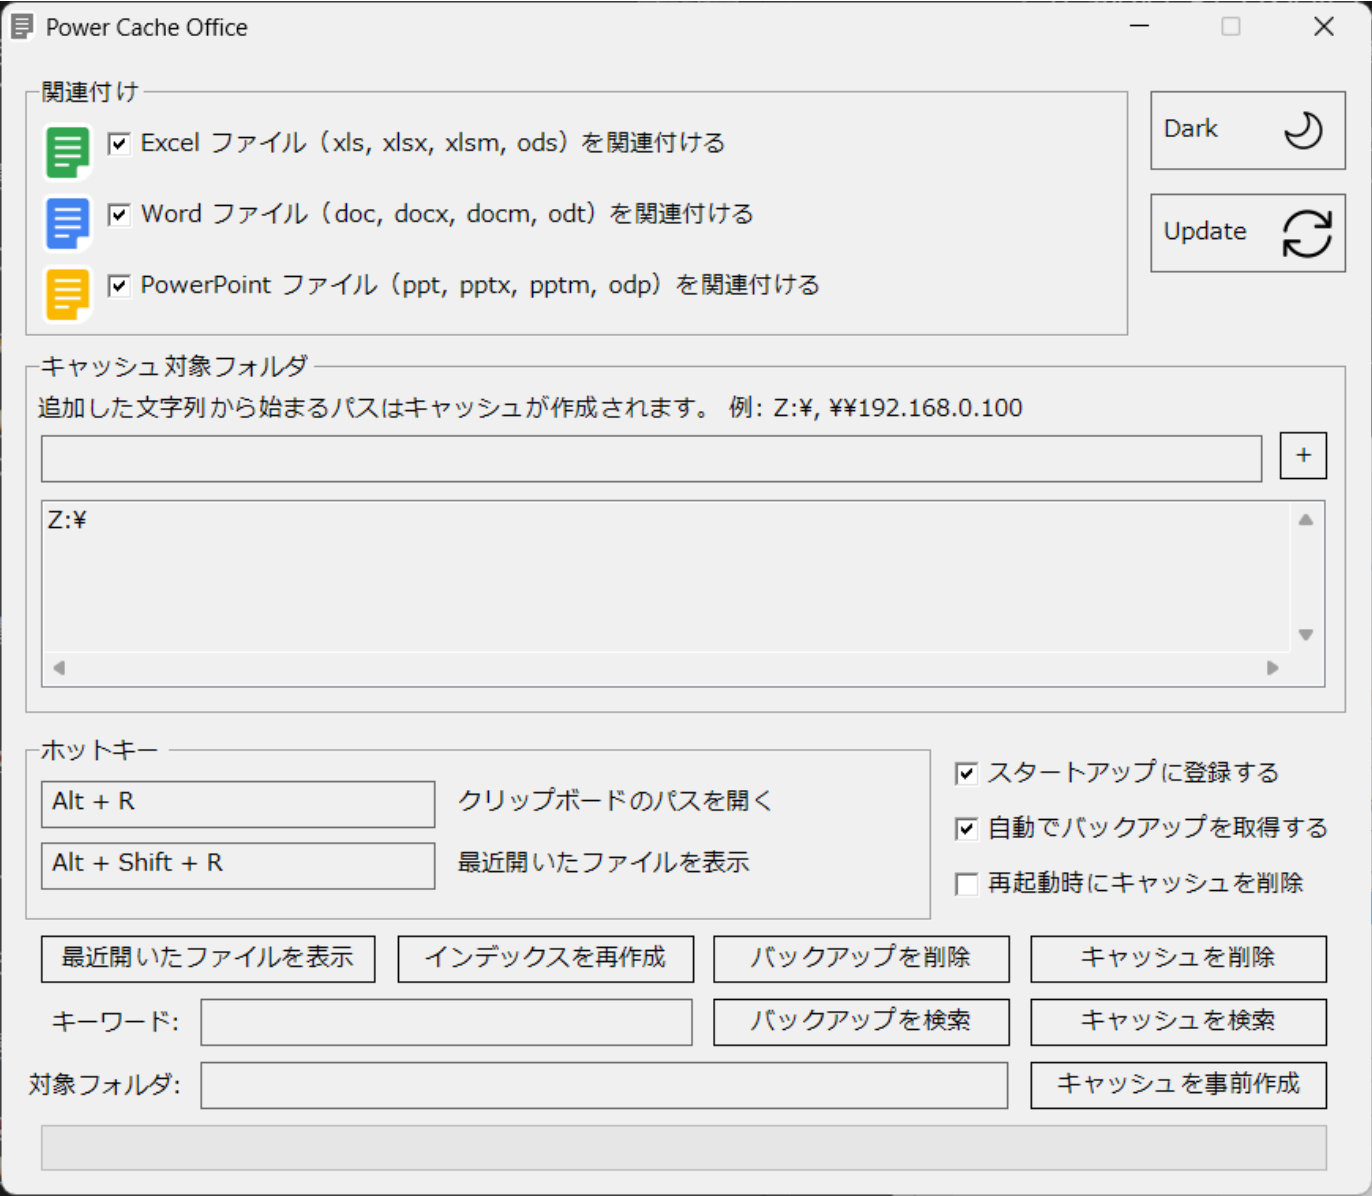 Power Cache Office
関連付け
Excel ファイル（xls, xlsx, xlsm, ods）を関連付ける
Word ファイル（doc, docx, docm, odt）を関連付ける
PowerPoint ファイル（ppt, pptx, pptm, odp）を関連付ける
Dark
Update
キャッシュ対象フォルダ
追加した文字列から始まるパスはキャッシュが作成されます。 例: Z:¥, ¥¥192.168.0.100
+
Z:¥
ホットキー
Alt + R クリップボードのパスを開く
Alt + Shift + R 最近開いたファイルを表示
スタートアップに登録する
自動でバックアップを取得する
再起動時にキャッシュを削除
最近開いたファイルを表示 インデックスを再作成 バックアップを削除 キャッシュを削除
キーワード: バックアップを検索 キャッシュを検索
対象フォルダ: キャッシュを事前作成